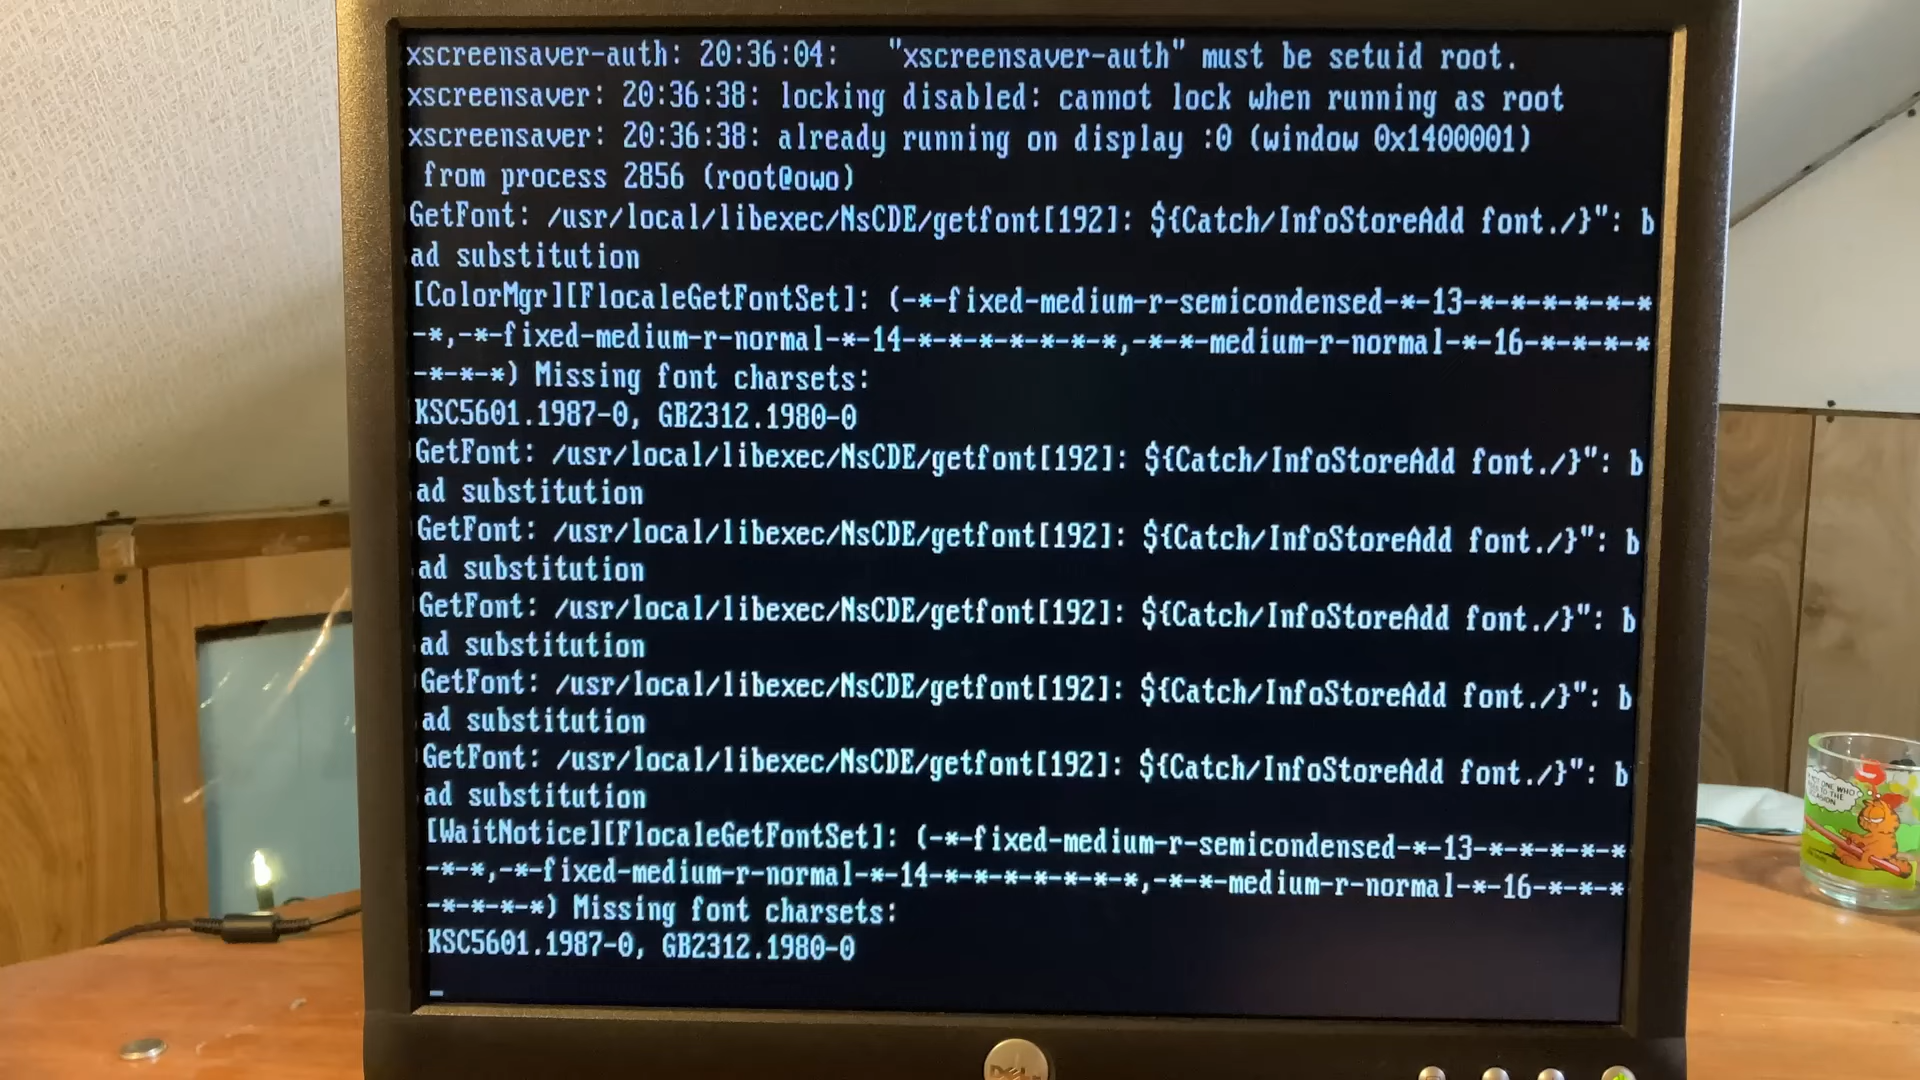 xscreensaver-auth: 20:36:04:   "xscreensaver-auth" must be setuid root.
xscreensaver: 20:36:38: locking disabled: cannot lock when running as root
xscreensaver: 20:36:38: already running on display :0 (window 0x1400001)
 from process 2856 (root@owo)
GetFont: /usr/local/libexec/NsCDE/getfont[192]: ${Catch/InfoStoreAdd font./}": b
ad substitution
[ColorMgr][FlocaleGetFontSet]: (-*-fixed-medium-r-semicondensed-*-13-*-*-*-*-*-*
-*,-*-fixed-medium-r-normal-*-14-*-*-*-*-*-*-*,-*-*-medium-r-normal-*-16-*-*-*-*
-*-*-*) Missing font charsets:
KSC5601.1987-0, GB2312.1980-0
GetFont: /usr/local/libexec/NsCDE/getfont[192]: ${Catch/InfoStoreAdd font./}": b
ad substitution
GetFont: /usr/local/libexec/NsCDE/getfont[192]: ${Catch/InfoStoreAdd font./}": b
ad substitution
GetFont: /usr/local/libexec/NsCDE/getfont[192]: ${Catch/InfoStoreAdd font./}": b
ad substitution
GetFont: /usr/local/libexec/NsCDE/getfont[192]: ${Catch/InfoStoreAdd font./}": b
ad substitution
GetFont: /usr/local/libexec/NsCDE/getfont[192]: ${Catch/InfoStoreAdd font./}": b
ad substitution
[WaitNotice][FlocaleGetFontSet]: (-*-fixed-medium-r-semicondensed-*-13-*-*-*-*-*
-*-*,-*-fixed-medium-r-normal-*-14-*-*-*-*-*-*-*,-*-*-medium-r-normal-*-16-*-*-*
-*-*-*-*) Missing font charsets:
KSC5601.1987-0, GB2312.1980-0
_
DELL
ONE WHO
TO THE
OCCASION